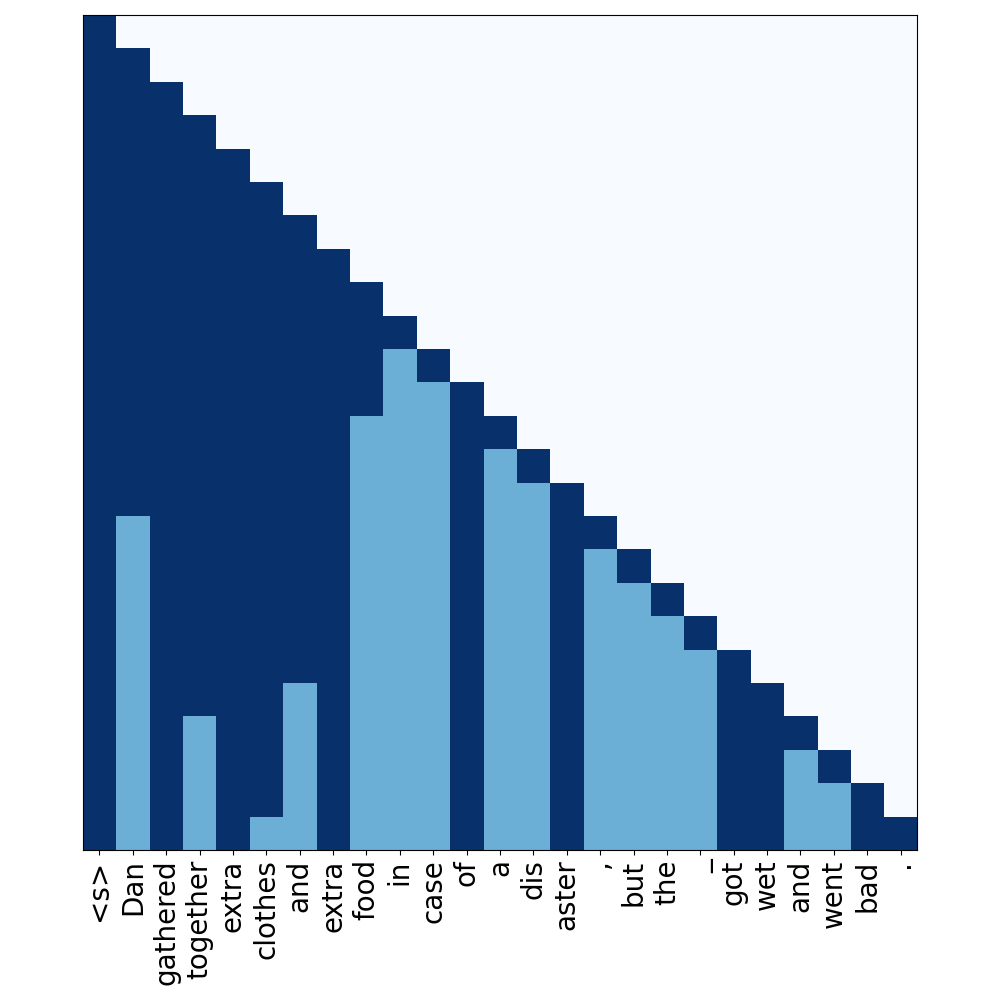 <s> Dan gathered together extra clothes and extra food in case of a dis aster , but the _ got wet and went bad .